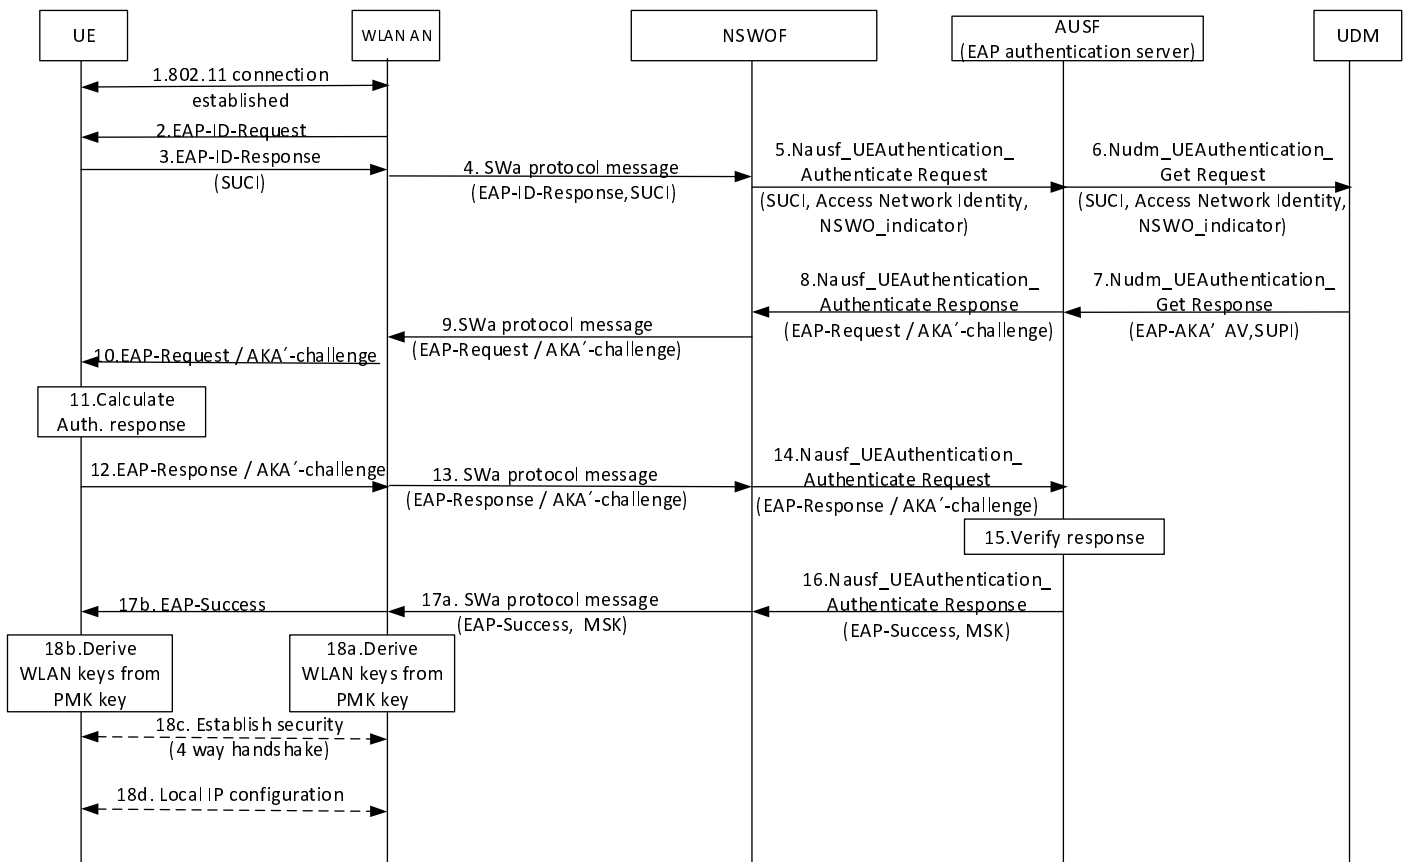 UE
WLAN AN
NSWOF
AUSF
(EAP authentication server)
UDM
1.802.11 connection
established
2.EAP-ID-Request
3.EAP-ID-Response
(SUCI)
4. SWa protocol message
(EAP-ID-Response,SUCI)
5.Nausf_UEAuthentication_
Authenticate Request
(SUCI, Access Network Identity,
NSWO_indicator)
6.Nudm_UEAuthentication_
Get Request
(SUCI, Access Network Identity,
NSWO_indicator)
7.Nudm_UEAuthentication_
Get Response
(EAP-AKA’ AV,SUPI)
8.Nausf_UEAuthentication_
Authenticate Response
(EAP-Request / AKA´-challenge)
9.SWa protocol message
(EAP-Request / AKA´-challenge)
10.EAP-Request / AKA´-challenge
11.Calculate
Auth. response
12.EAP-Response / AKA´-challenge
13. SWa protocol message
(EAP-Response / AKA´-challenge)
14.Nausf_UEAuthentication_
Authenticate Request
(EAP-Response / AKA´-challenge)
15.Verify response
16.Nausf_UEAuthentication_
Authenticate Response
(EAP-Success, MSK)
17a. SWa protocol message
(EAP-Success, MSK)
17b. EAP-Success
18b.Derive
WLAN keys from
PMK key
18a.Derive
WLAN keys from
PMK key
18c. Establish security
(4 way handshake)
18d. Local IP configuration